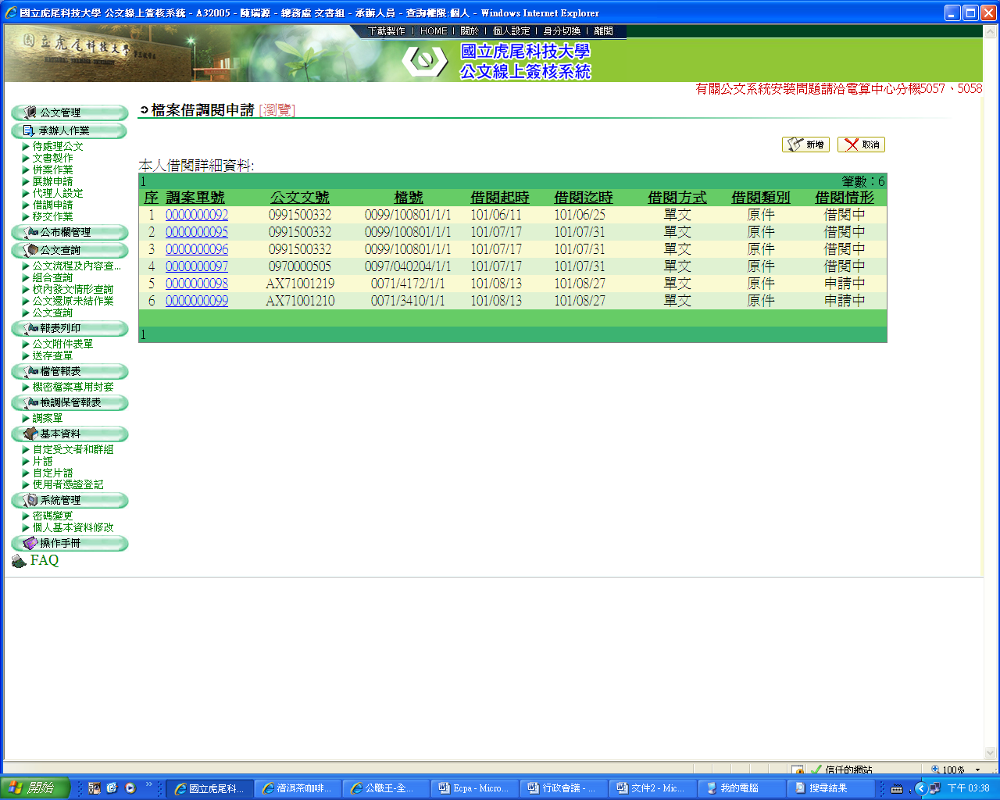 國立虎尾科技大學 公文線上簽核系統 - A32005 - 陳瑞源 - 總務處 文書組 - 承辦人員 - 查詢權限:個人 - Windows Internet Explorer
下載製作 | HOME | 關於 | 個人設定 | 身分切換 | 離開
國立虎尾科技大學
國立虎尾科技大學
公文線上簽核系統
有關公文系統安裝問題請洽電算中心分機5057、5058
公文管理
承辦人作業
待處理公文
文書製作
併案作業
展辦申請
代理人設定
借調申請
移交作業
公布欄管理
公文查詢
公文流程及內容查...
組合查詢
校內發文情形查詢
公文還原未結作業
公文查詢
報表列印
公文附件表單
送存查單
檔管報表
機密檔案專用封套
檢調保管報表
調案單
基本資料
自定受文者和群組
片語
自定片語
使用者憑證登記
系統管理
密碼變更
個人基本資料修改
操作手冊
FAQ
檔案借調閱申請 [瀏覽]
新增 取消
本人借閱詳細資料:
1 筆數：6
序 調案單號 公文文號 檔號 借閱起時 借閱迄時 借閱方式 借閱類別 借閱情形
1 0000000092 0991500332 0099/100801/1/1 101/06/11 101/06/25 單文 原件 借閱中
2 0000000095 0991500332 0099/100801/1/1 101/07/17 101/07/31 單文 原件 借閱中
3 0000000096 0991500332 0099/100801/1/1 101/07/17 101/07/31 單文 原件 借閱中
4 0000000097 0970000505 0097/040204/1/1 101/07/17 101/07/31 單文 原件 借閱中
5 0000000098 AX71001219 0071/4172/1/1 101/08/13 101/08/27 單文 原件 申請中
6 0000000099 AX71001210 0071/3410/1/1 101/08/13 101/08/27 單文 原件 申請中
1
信任的網站 100%
開始 國立虎尾科... 普洱茶咖啡... 公職王-全... Ecpa - Micro... 行政會議 - ... 文件2 - Mic... 我的電腦 搜尋結果 下午 03:38